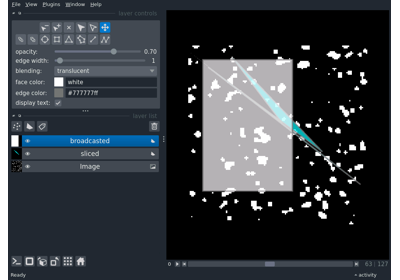 File View Plugins Window Help
layer controls
opacity: 0.70
edge width: 1
blending: translucent
face color: white
edge color: #777777ff
display text:
layer list
broadcasted
sliced
Image
Ready
63 127
activity